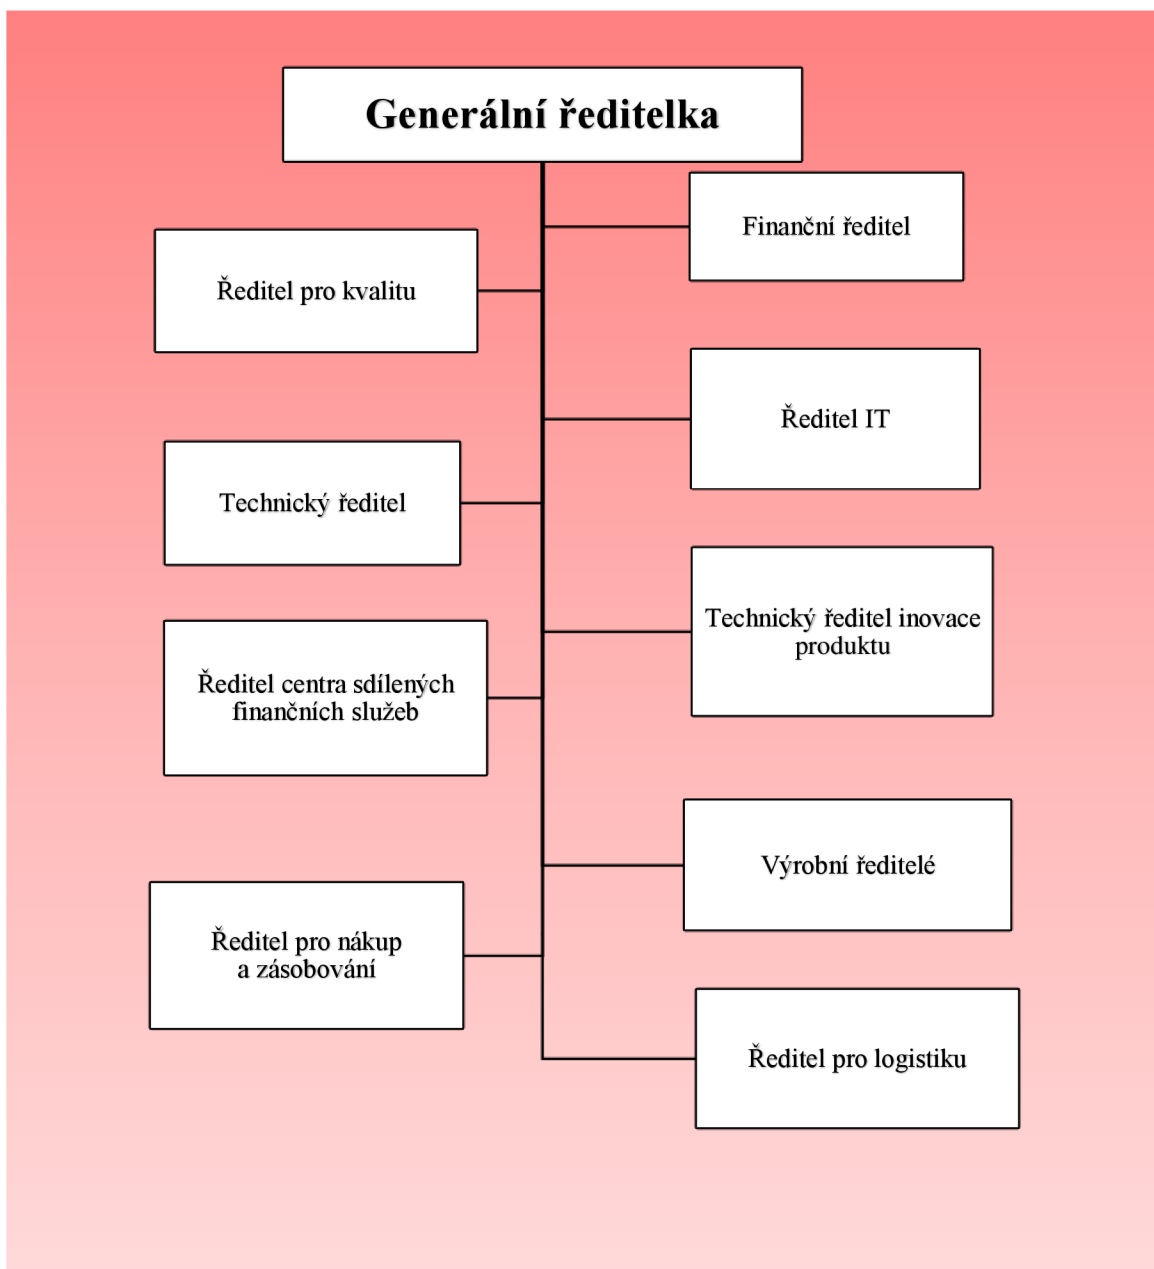 Generální ředitelka
Finanční ředitel
Ředitel pro kvalitu
Ředitel IT
Technický ředitel
Technický ředitel inovace
produktu
Ředitel centra sdílených
finančních služeb
Výrobní ředitelé
Ředitel pro nákup
a zásobování
Ředitel pro logistiku